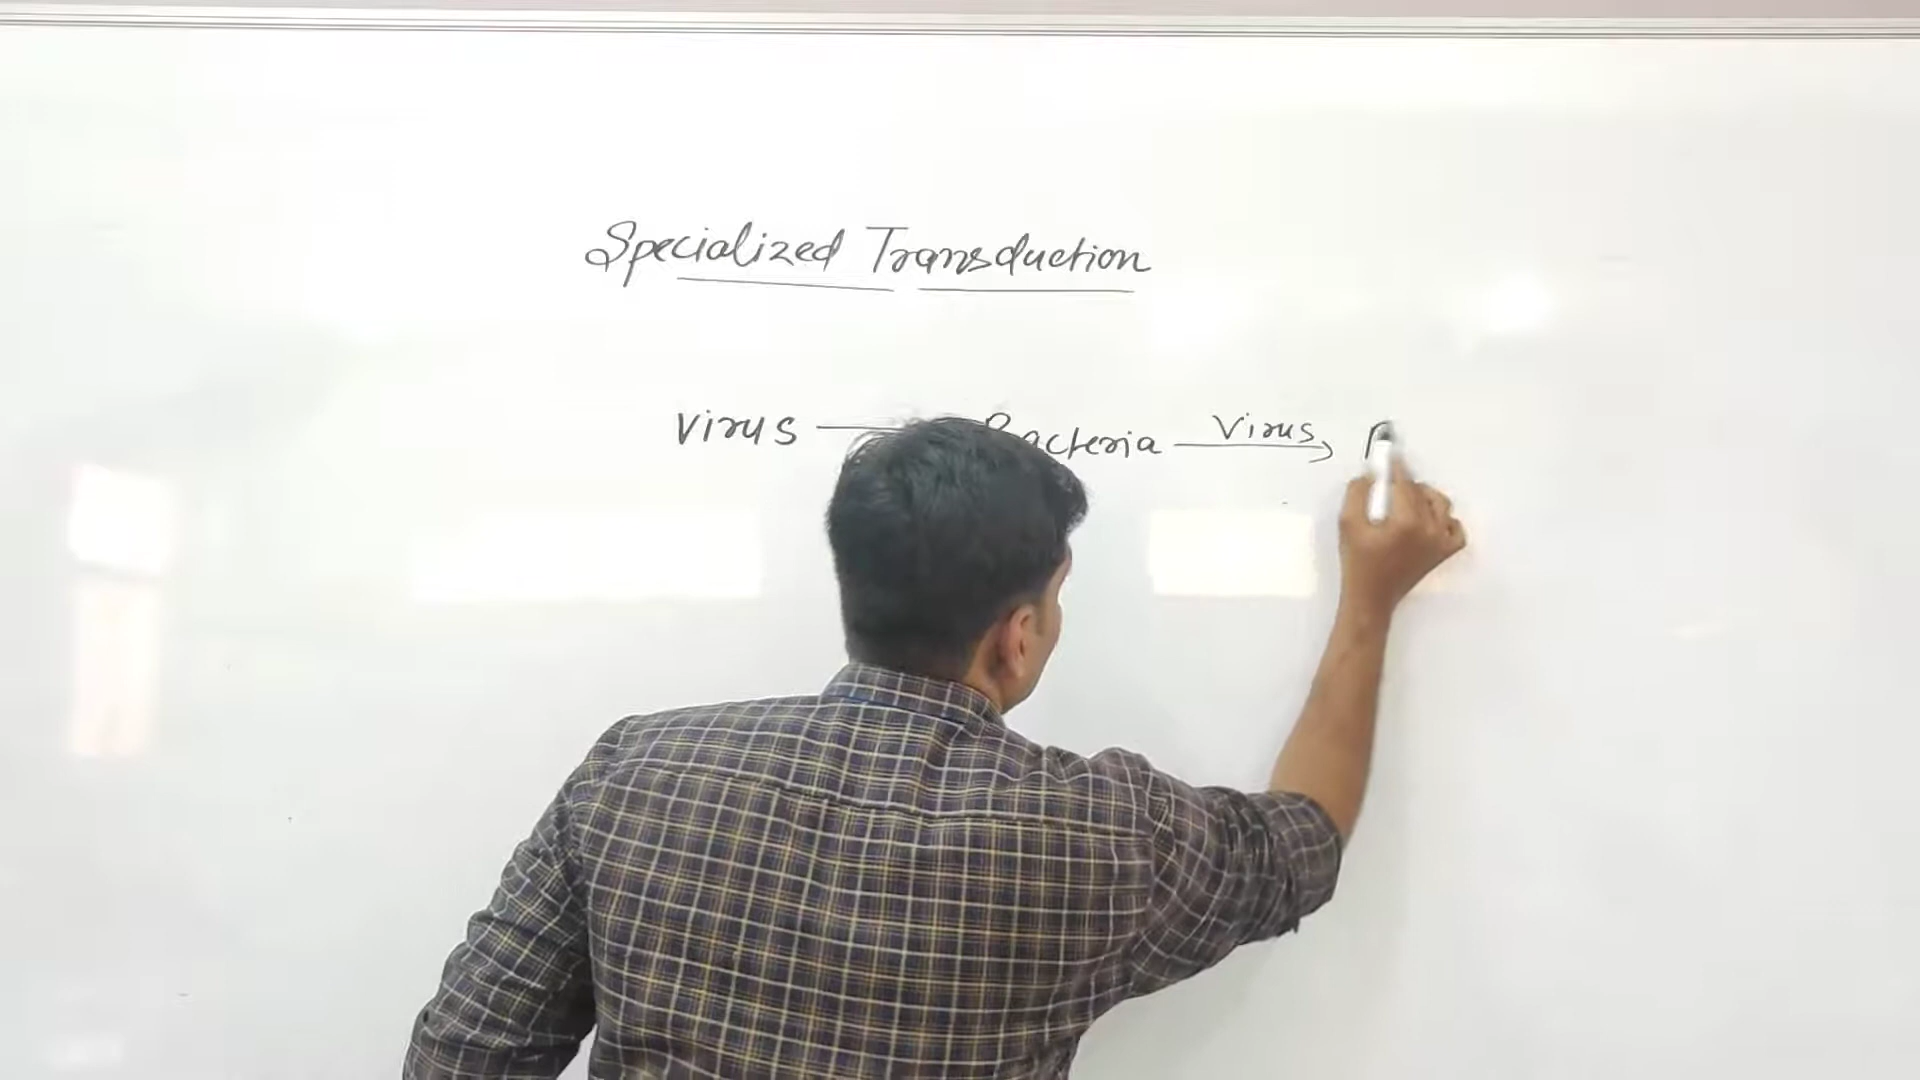 Specialized Transduction
Virus → Bacteria → Virus